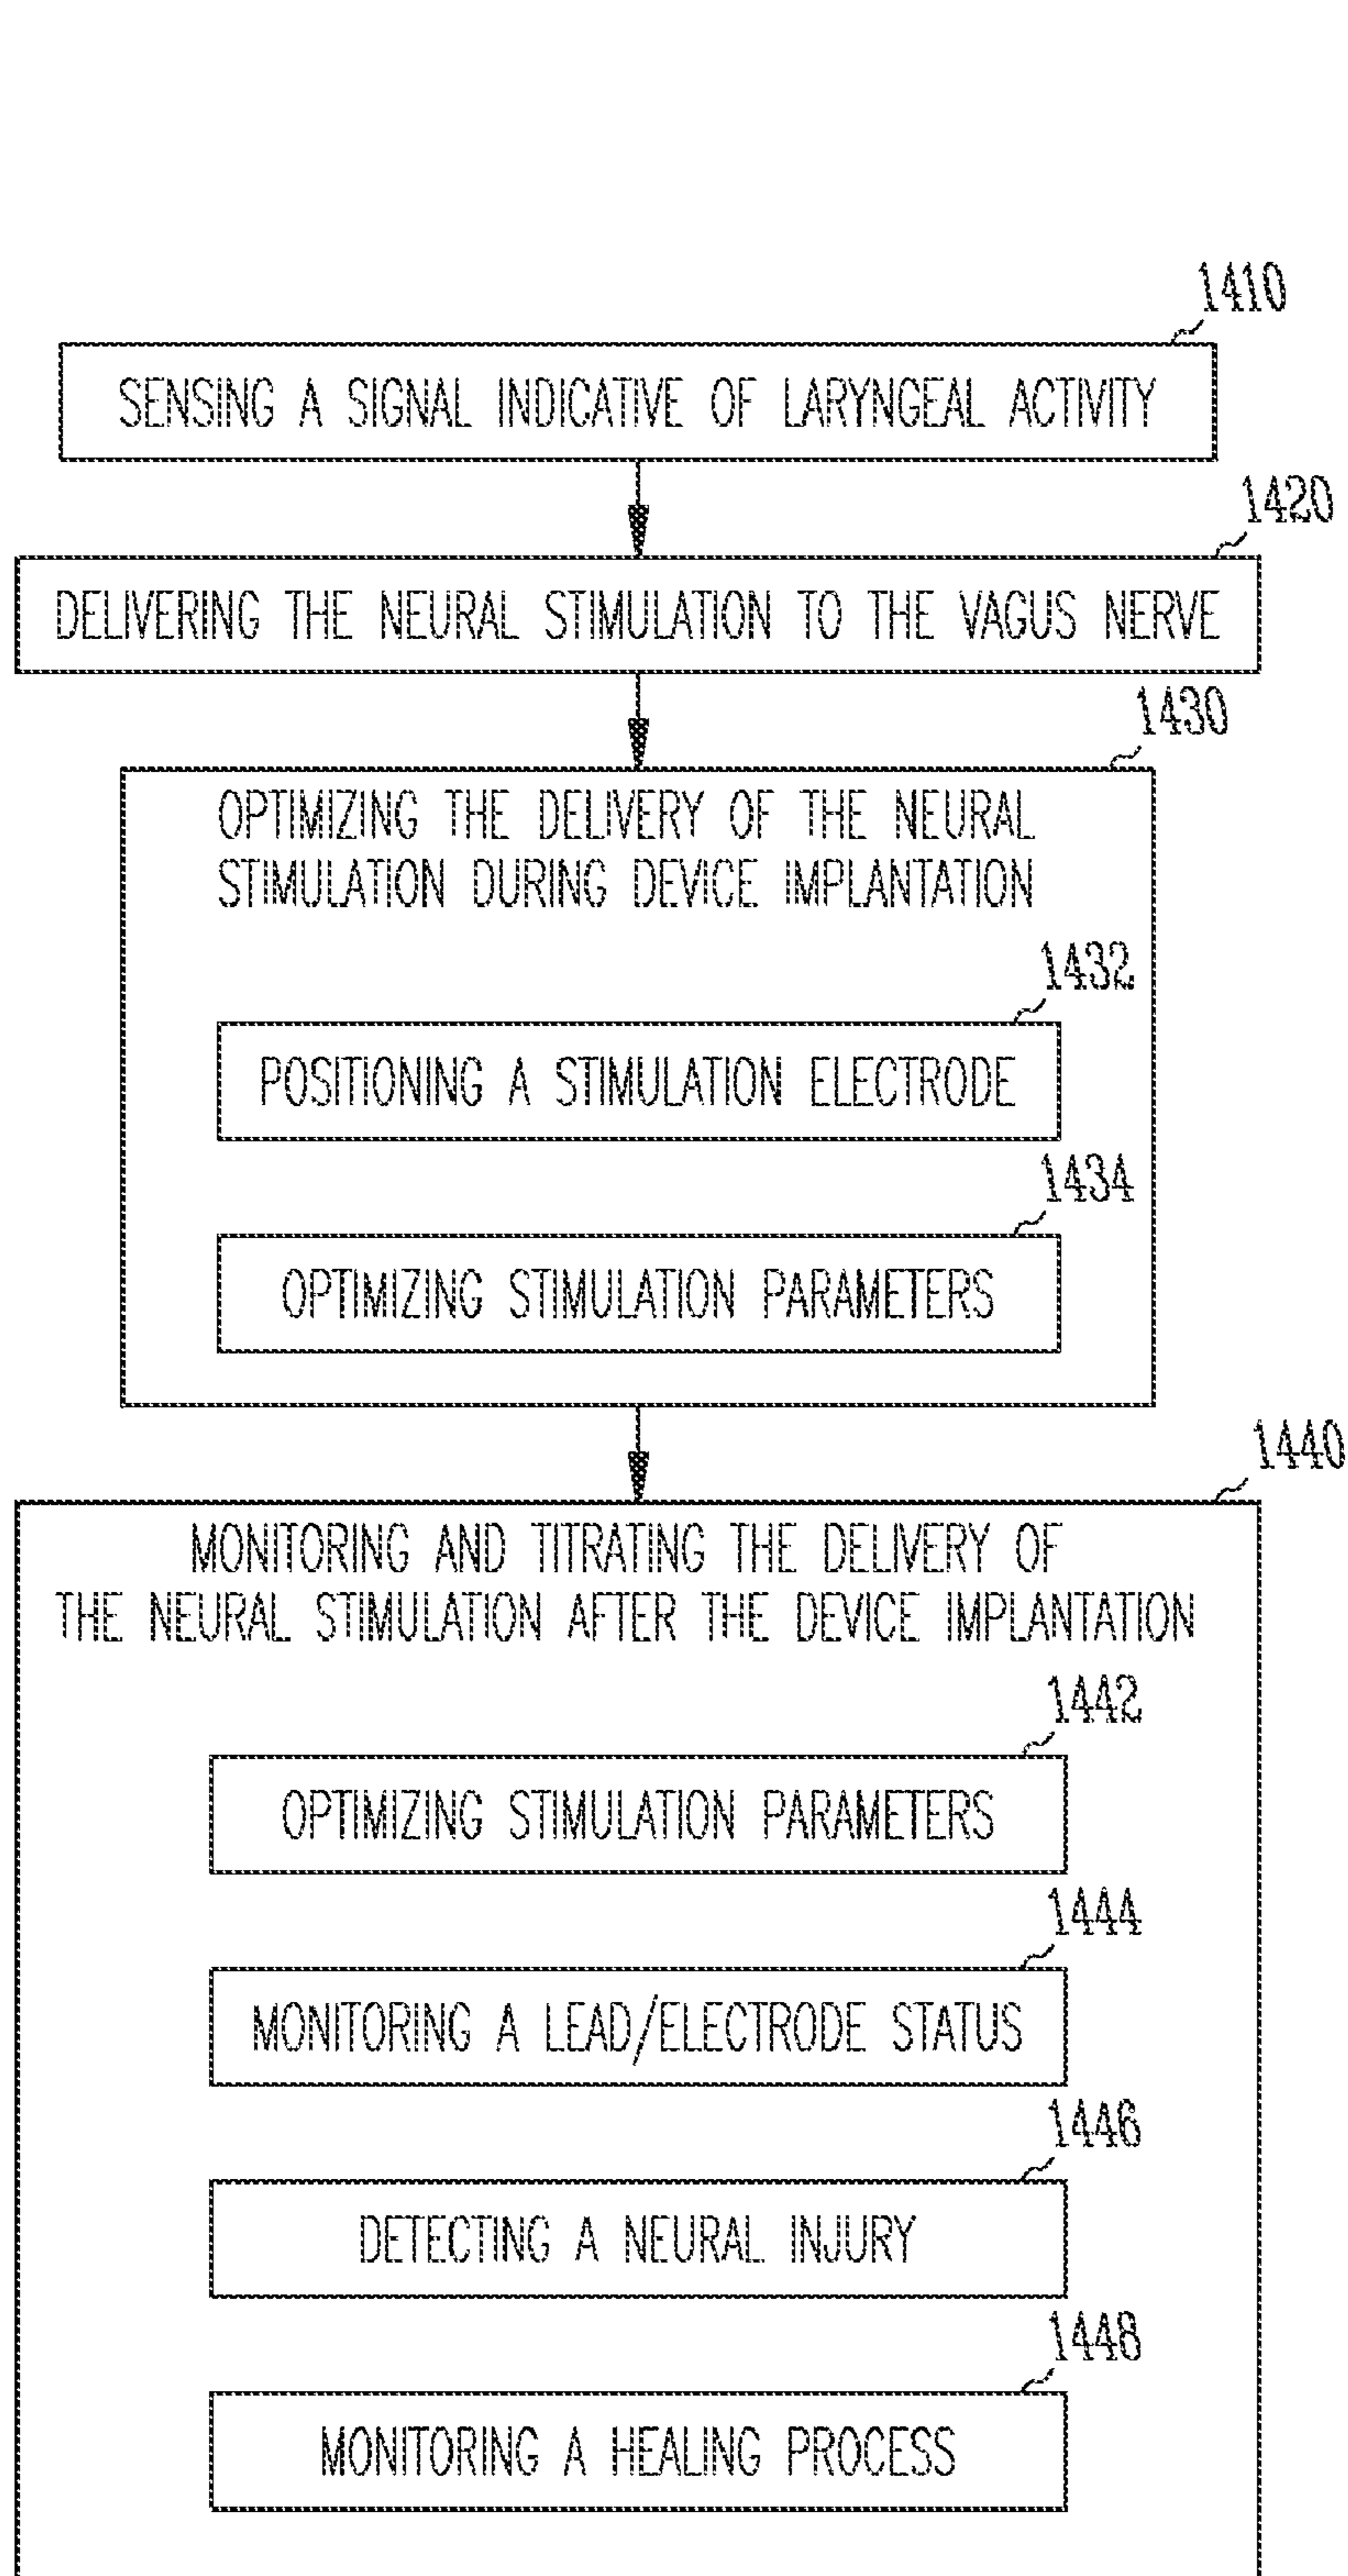 1410
SENSING A SIGNAL INDICATIVE OF LARYNGEAL ACTIVITY
1420
DELIVERING THE NEURAL STIMULATION TO THE VAGUS NERVE
1430
OPTIMIZING THE DELIVERY OF THE NEURAL
STIMULATION DURING DEVICE IMPLANTATION
1432
POSITIONING A STIMULATION ELECTRODE
1434
OPTIMIZING STIMULATION PARAMETERS
1440
MONITORING AND TITRATING THE DELIVERY OF
THE NEURAL STIMULATION AFTER THE DEVICE IMPLANTATION
1442
OPTIMIZING STIMULATION PARAMETERS
1444
MONITORING A LEAD/ELECTRODE STATUS
1446
DETECTING A NEURAL INJURY
1448
MONITORING A HEALING PROCESS